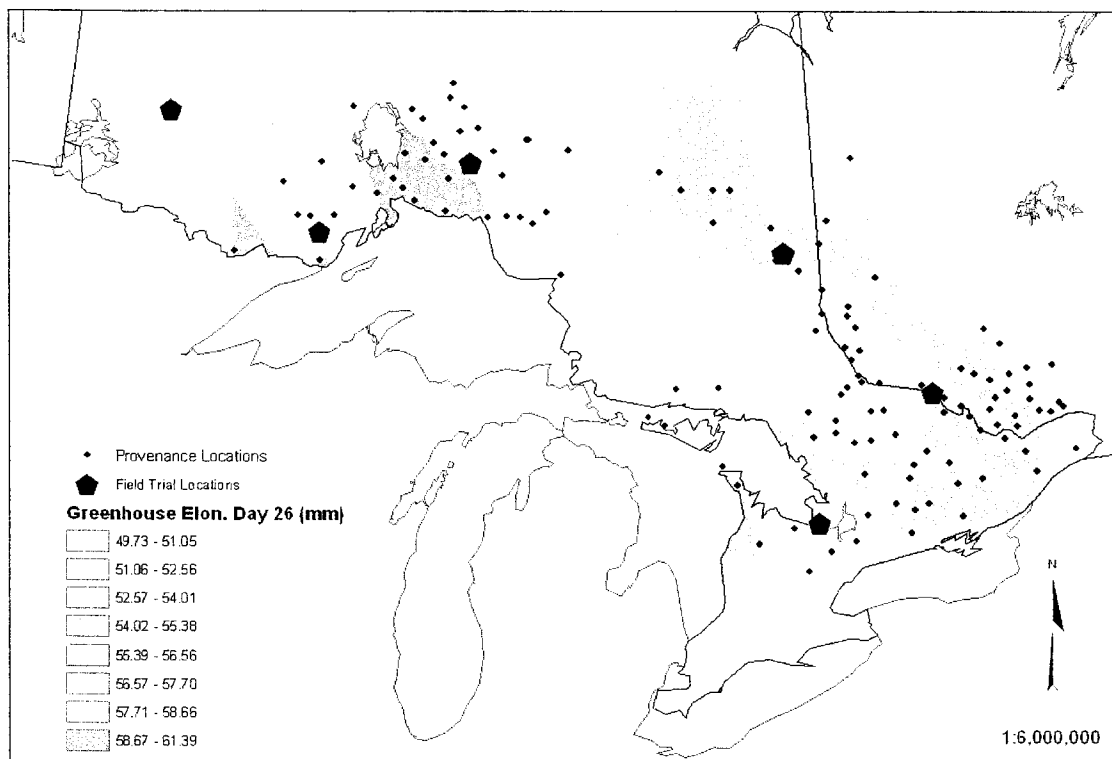 Provenance Locations
Field Trial Locations
Greenhouse Elon. Day 26 (mm)
49.73 - 51.05
51.06 - 52.56
52.57 - 54.01
54.02 - 55.38
55.39 - 56.56
56.57 - 57.70
57.71 - 58.66
58.67 - 61.39
N
1:6,000,000